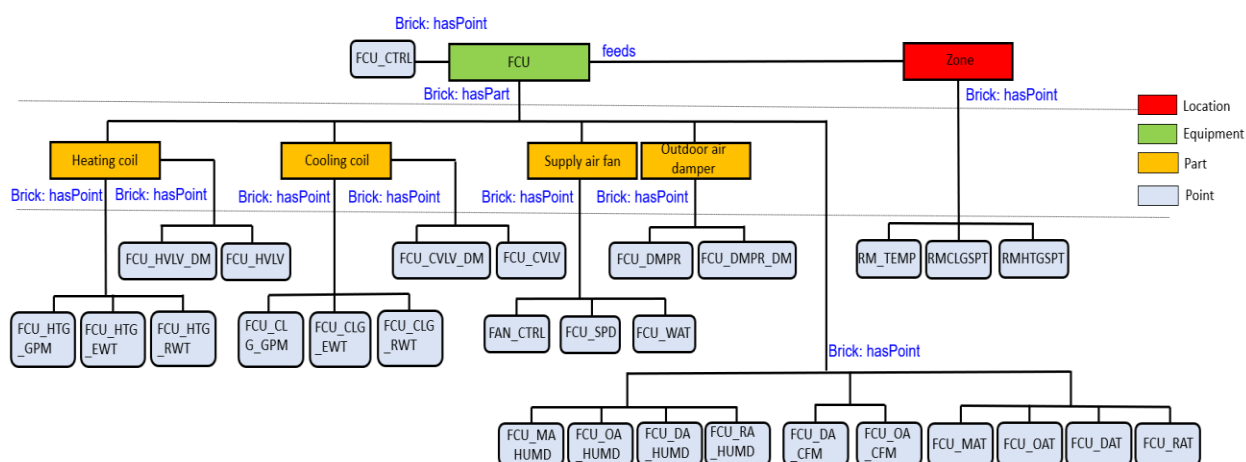 Brick: hasPoint
FCU_CTRL
FCU
feeds
Zone
Brick: hasPart
Brick: hasPoint
Location
Equipment
Part
Point
Heating coil
Cooling coil
Supply air fan
Outdoor air
damper
Brick: hasPoint
Brick: hasPoint
Brick: hasPoint
Brick: hasPoint
Brick: hasPoint
Brick: hasPoint
FCU_HVLV_DM
FCU_HVLV
FCU_CVLV_DM
FCU_CVLV
FCU_DMPR
FCU_DMPR_DM
RM_TEMP
RMCLGSPT
RMHTGSPT
FCU_HTG
_GPM
FCU_HTG
_EWT
FCU_HTG
_RWT
FCU_CL
G_GPM
FCU_CLG
_EWT
FCU_CLG
_RWT
FAN_CTRL
FCU_SPD
FCU_WAT
Brick: hasPoint
FCU_MA
HUMD
FCU_OA
_HUMD
FCU_DA
_HUMD
FCU_RA
_HUMD
FCU_DA
_CFM
FCU_OA
_CFM
FCU_MAT
FCU_OAT
FCU_DAT
FCU_RAT